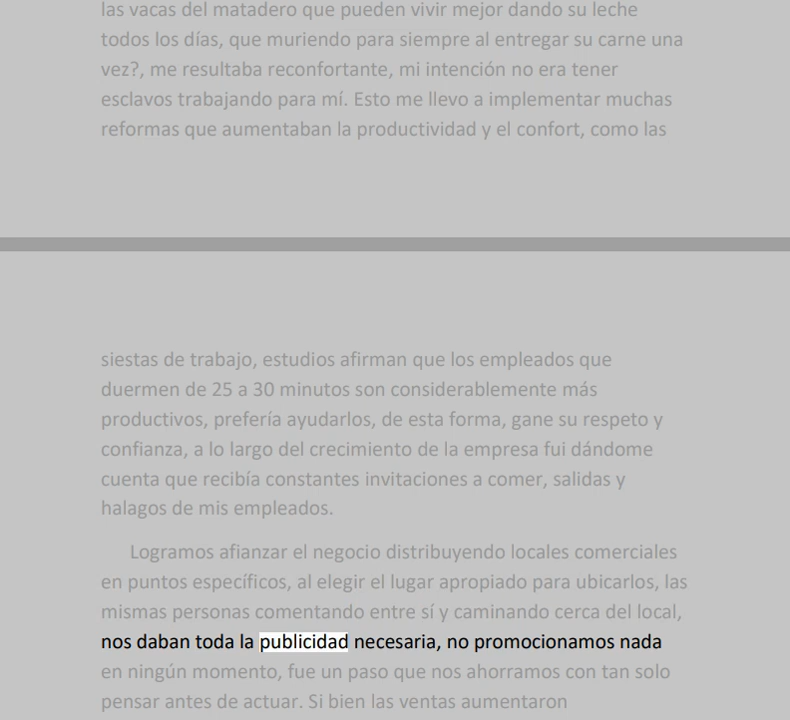 las vacas del matadero que pueden vivir mejor dando su leche
todos los días, que muriendo para siempre al entregar su carne una
vez?, me resultaba reconfortante, mi intención no era tener
esclavos trabajando para mí. Esto me llevo a implementar muchas
reformas que aumentaban la productividad y el confort, como las
siestas de trabajo, estudios afirman que los empleados que
duermen de 25 a 30 minutos son considerablemente más
productivos, prefería ayudarlos, de esta forma, gane su respeto y
confianza, a lo largo del crecimiento de la empresa fui dándome
cuenta que recibía constantes invitaciones a comer, salidas y
halagos de mis empleados.
Logramos afianzar el negocio distribuyendo locales comerciales
en puntos específicos, al elegir el lugar apropiado para ubicarlos, las
mismas personas comentando entre sí y caminando cerca del local,
nos daban toda la publicidad necesaria, no promocionamos nada
en ningún momento, fue un paso que nos ahorramos con tan solo
pensar antes de actuar. Si bien las ventas aumentaron